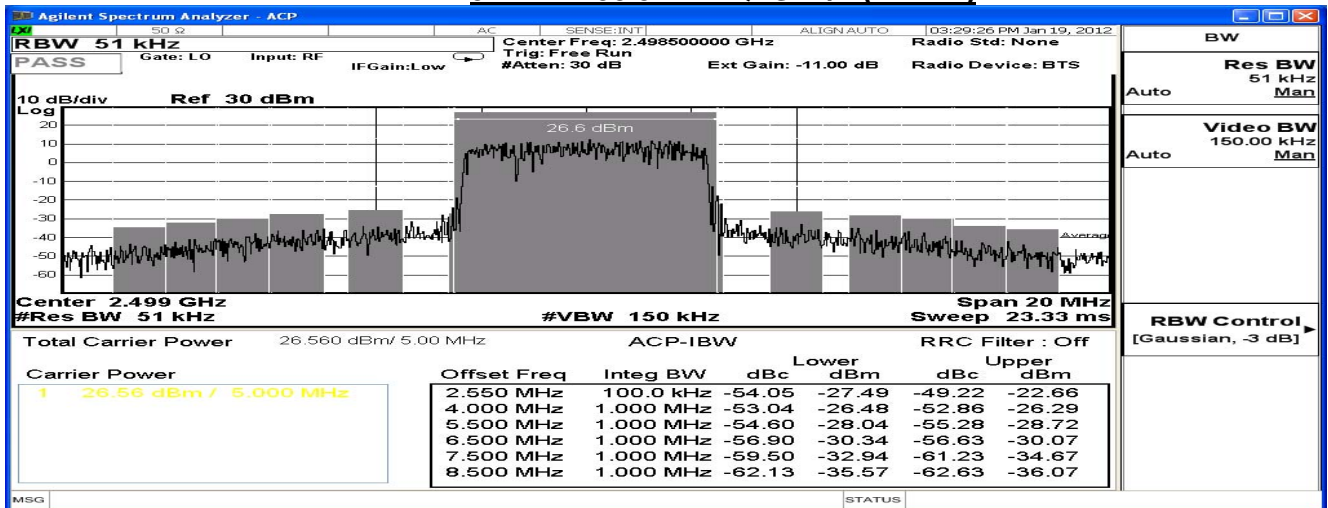 Agilent Spectrum Analyzer - ACP
LXI 50 Ω AC SENSE:INT ALIGN AUTO 03:29:26 PM Jan 19, 2012
RBW 51 kHz Center Freq: 2.498500000 GHz Radio Std: None
PASS Gate: LO Input: RF IFGain:Low Trig: Free Run
#Atten: 30 dB Ext Gain: -11.00 dB Radio Device: BTS
10 dB/div Ref 30 dBm
Log
20
10
0
-10
-20
-30
-40
-50
-60
26.6 dBm
Averag
Center 2.499 GHz Span 20 MHz
#Res BW 51 kHz #VBW 150 kHz Sweep 23.33 ms
Total Carrier Power 26.560 dBm/ 5.00 MHz ACP-IBW RRC Filter : Off
Lower Upper
Carrier Power Offset Freq Integ BW dBc dBm dBc dBm
1 26.56 dBm / 5.000 MHz
2.550 MHz 100.0 kHz -54.05 -27.49 -49.22 -22.66
4.000 MHz 1.000 MHz -53.04 -26.48 -52.86 -26.29
5.500 MHz 1.000 MHz -54.60 -28.04 -55.28 -28.72
6.500 MHz 1.000 MHz -56.90 -30.34 -56.63 -30.07
7.500 MHz 1.000 MHz -59.50 -32.94 -61.23 -34.67
8.500 MHz 1.000 MHz -62.13 -35.57 -62.63 -36.07
MSG STATUS
BW
Res BW
51 kHz
Auto Man
Video BW
150.00 kHz
Auto Man
RBW Control
[Gaussian, -3 dB]